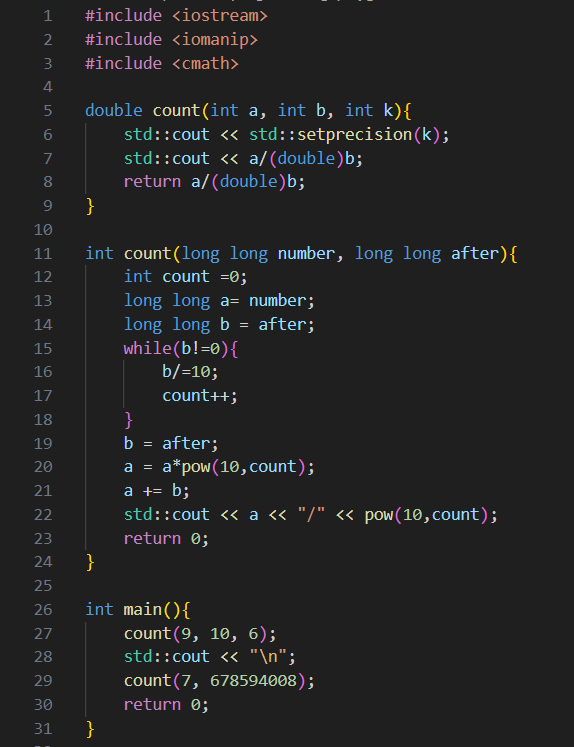 1 #include <iostream>
2 #include <iomanip>
3 #include <cmath>
4
5 double count(int a, int b, int k){
6     std::cout << std::setprecision(k);
7     std::cout << a/(double)b;
8     return a/(double)b;
9 }
10
11 int count(long long number, long long after){
12     int count =0;
13     long long a= number;
14     long long b = after;
15     while(b!=0){
16         b/=10;
17         count++;
18     }
19     b = after;
20     a = a*pow(10,count);
21     a += b;
22     std::cout << a << "/" << pow(10,count);
23     return 0;
24 }
25
26 int main(){
27     count(9, 10, 6);
28     std::cout << "\n";
29     count(7, 678594008);
30     return 0;
31 }